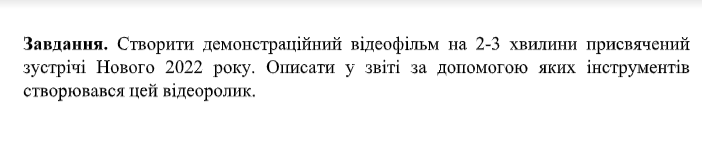 Завдання. Створити демонстраційний відеофільм на 2-3 хвилини присвячений
зустрічі Нового 2022 року. Описати у звіті за допомогою яких інструментів
створювався цей відеоролик.